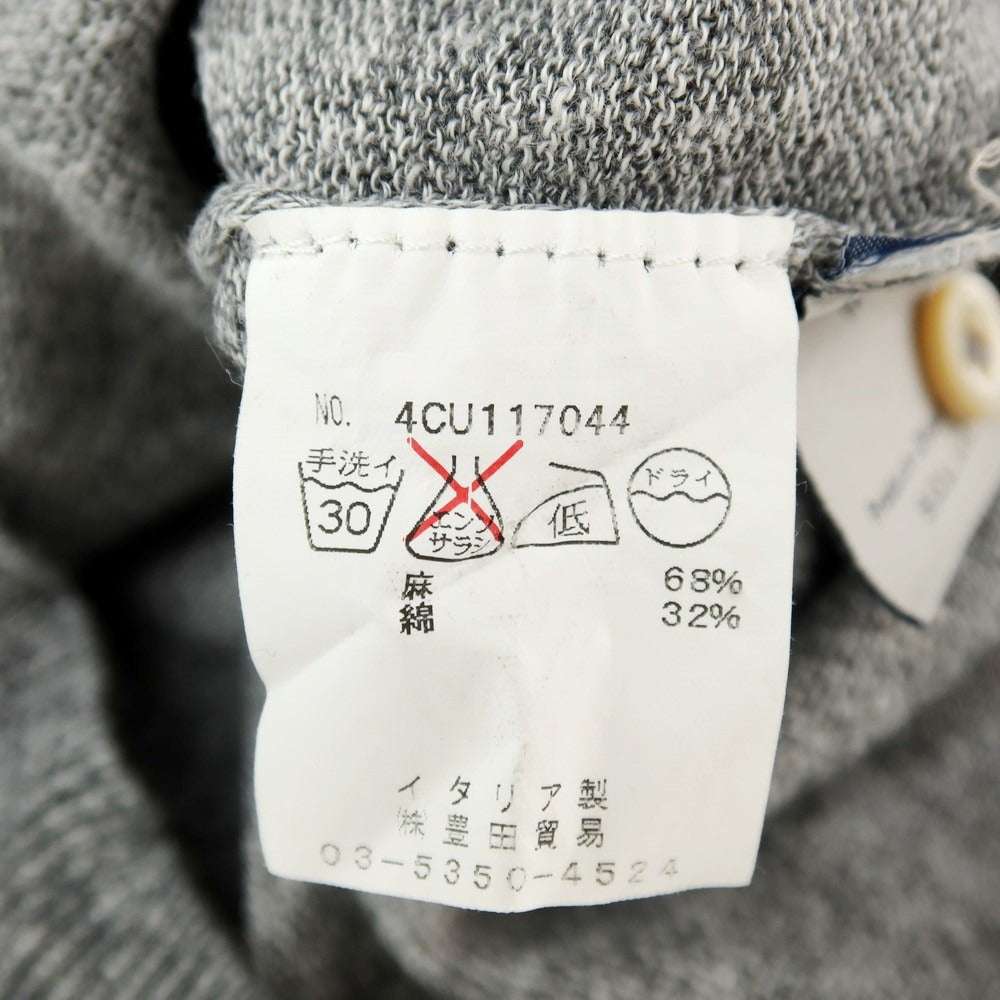 NO. 4CU117044
手洗イ
30
エンソ
サラシ
低
ドライ
麻 68%
綿 32%
イタリア製
㈱豊田貿易
03-5350-4524